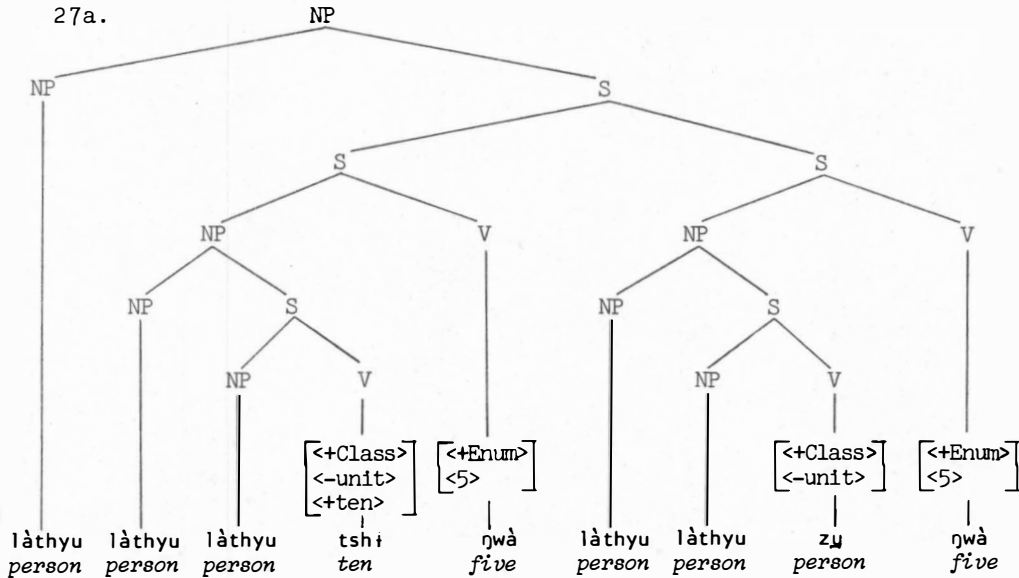 27a.
NP
NP S
S S
NP V NP V
NP S NP S
NP V NP V
[<+Class> [<+Enum>] [<+Class> [<+Enum>]
<-unit> <5> <-unit>] <5>
<+ten>]
làthyu làthyu làthyu tshɨ ŋwà làthyu làthyu zṳ ŋwà
person person person ten five person person person five